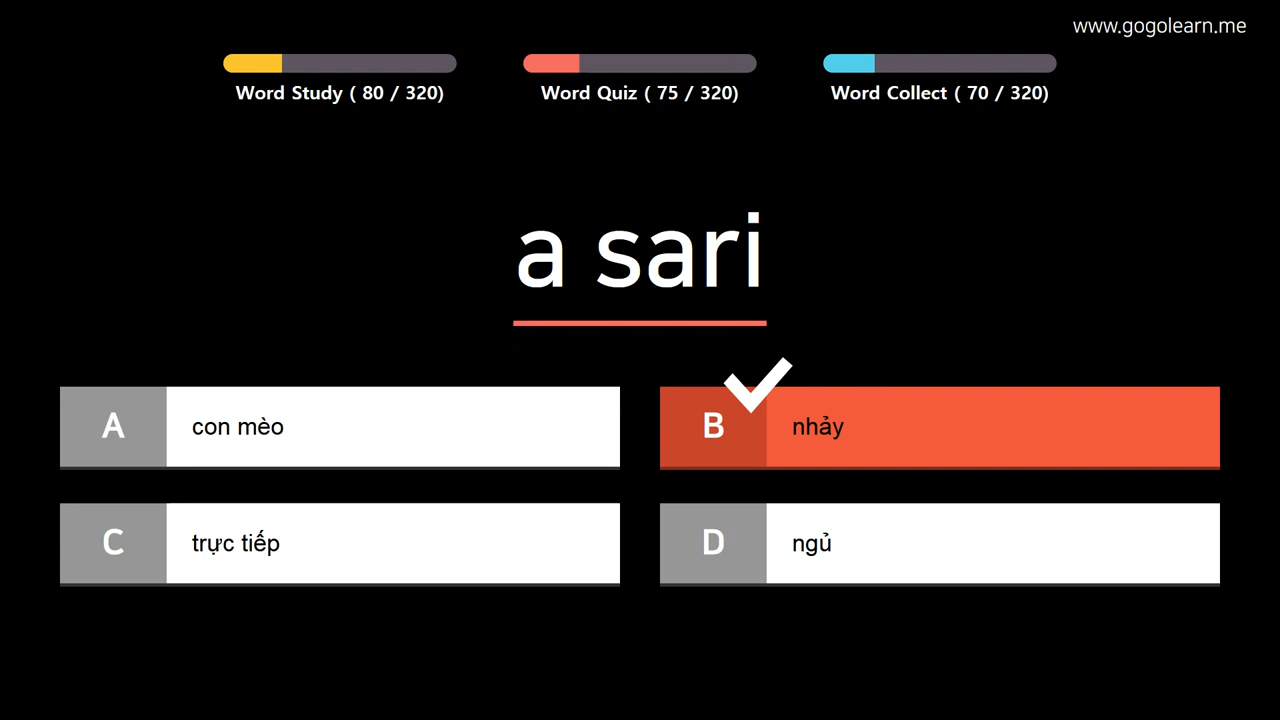 www.gogolearn.me
Word Study ( 80 / 320)
Word Quiz ( 75 / 320)
Word Collect ( 70 / 320)
a sari
A con mèo
B nhảy
C trực tiếp
D ngủ